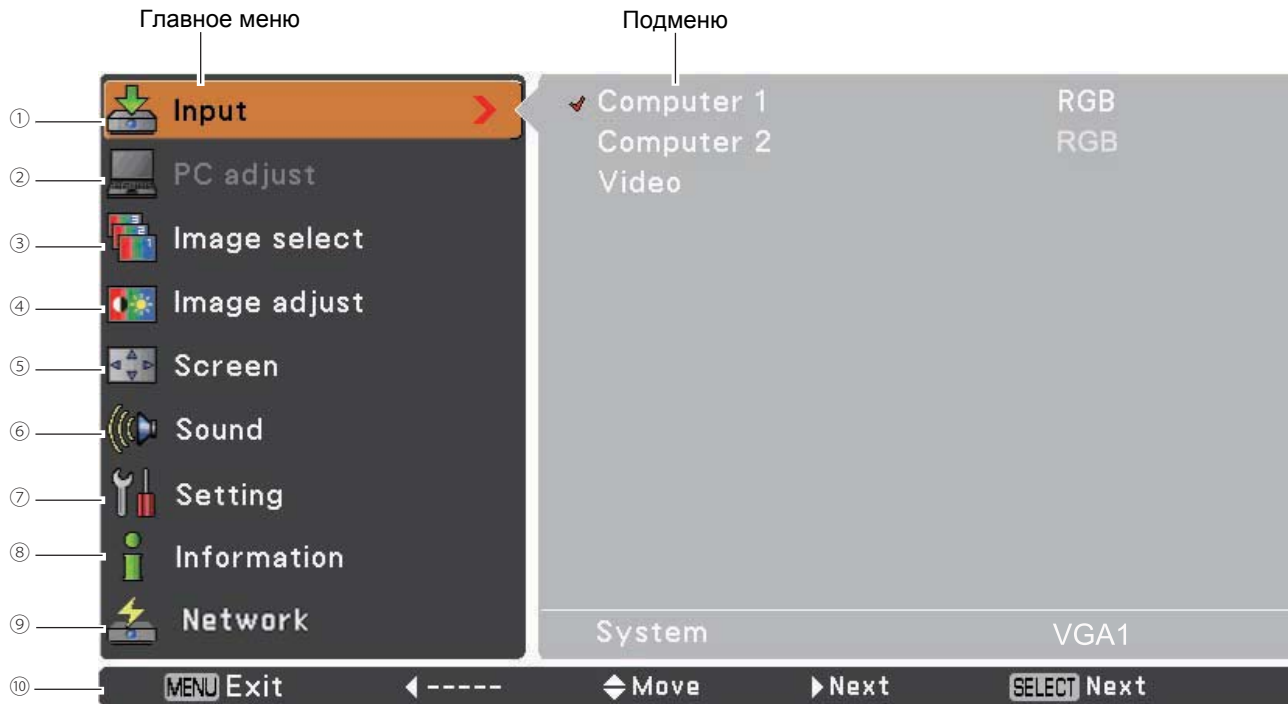 Главное меню Подменю
① Input Computer 1 RGB
Computer 2 RGB
② PC adjust
Video
③ Image select
④ Image adjust
⑤ Screen
⑥ Sound
⑦ Setting
⑧ Information
⑨ Network
System VGA1
⑩ MENU Exit ----- Move Next SELECT Next